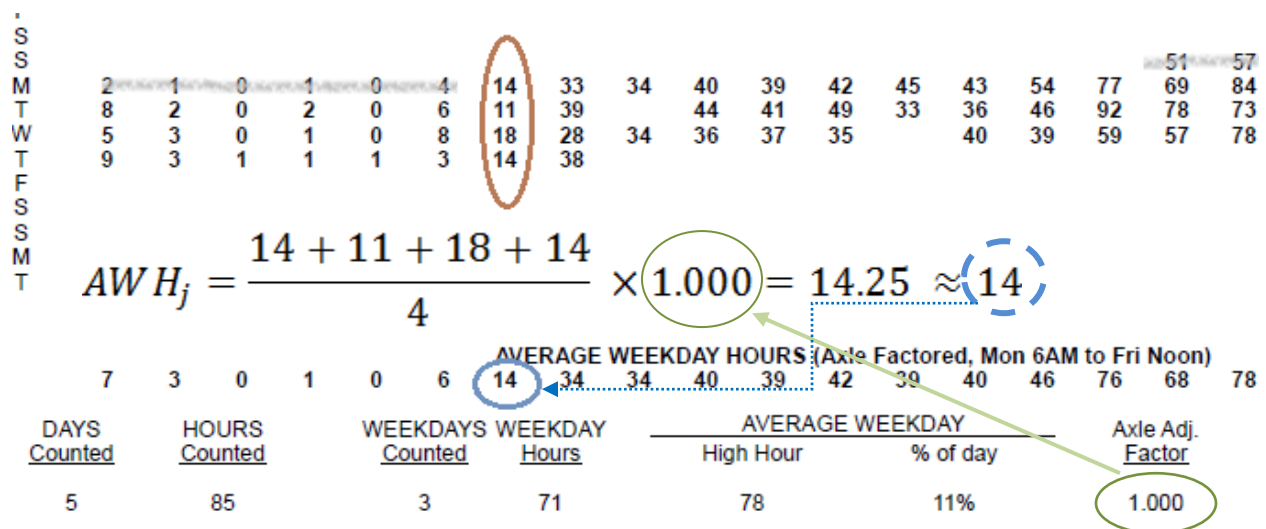 S
S 51 57
M 2 1 0 1 0 4 14 33 34 40 39 42 45 43 54 77 69 84
T 8 2 0 2 0 6 11 39 44 41 49 33 36 46 92 78 73
W 5 3 0 1 0 8 18 28 34 36 37 35 40 39 59 57 78
T 9 3 1 1 1 3 14 38
F
S
S
M
T
AWH_j = (14 + 11 + 18 + 14) / 4 × 1.000 = 14.25 ≈ 14
AVERAGE WEEKDAY HOURS (Axle Factored, Mon 6AM to Fri Noon)
7 3 0 1 0 6 14 34 34 40 39 42 39 40 46 76 68 78
DAYS HOURS WEEKDAYS WEEKDAY AVERAGE WEEKDAY Axle Adj.
Counted Counted Counted Hours High Hour % of day Factor
5 85 3 71 78 11% 1.000